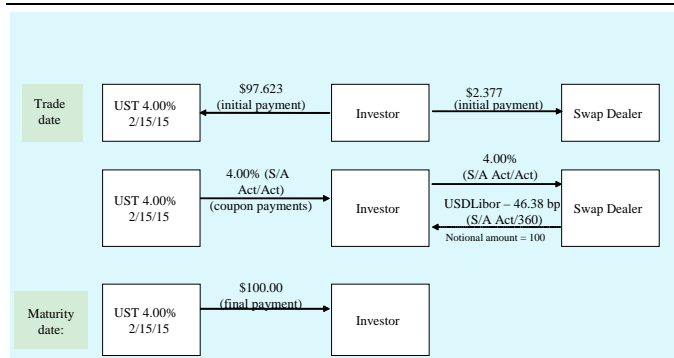 $97.623
(initial payment)
$2.377
(initial payment)
Trade
date
UST 4.00%
2/15/15
Investor
Swap Dealer
4.00% (S/A
Act/Act)
(coupon payments)
4.00%
(S/A Act/Act)
UST 4.00%
2/15/15
Investor
USDLibor – 46.38 bp
(S/A Act/360)
Notional amount = 100
Swap Dealer
$100.00
(final payment)
Maturity
date:
UST 4.00%
2/15/15
Investor